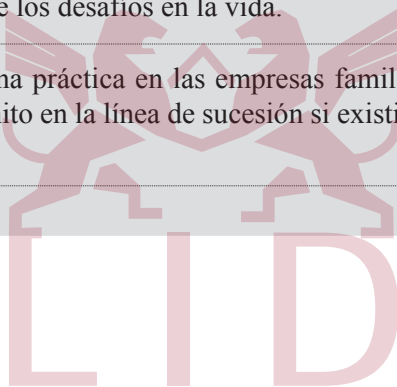 e los desafíos en la vida.
na práctica en las empresas famil
ito en la línea de sucesión si existi
LID